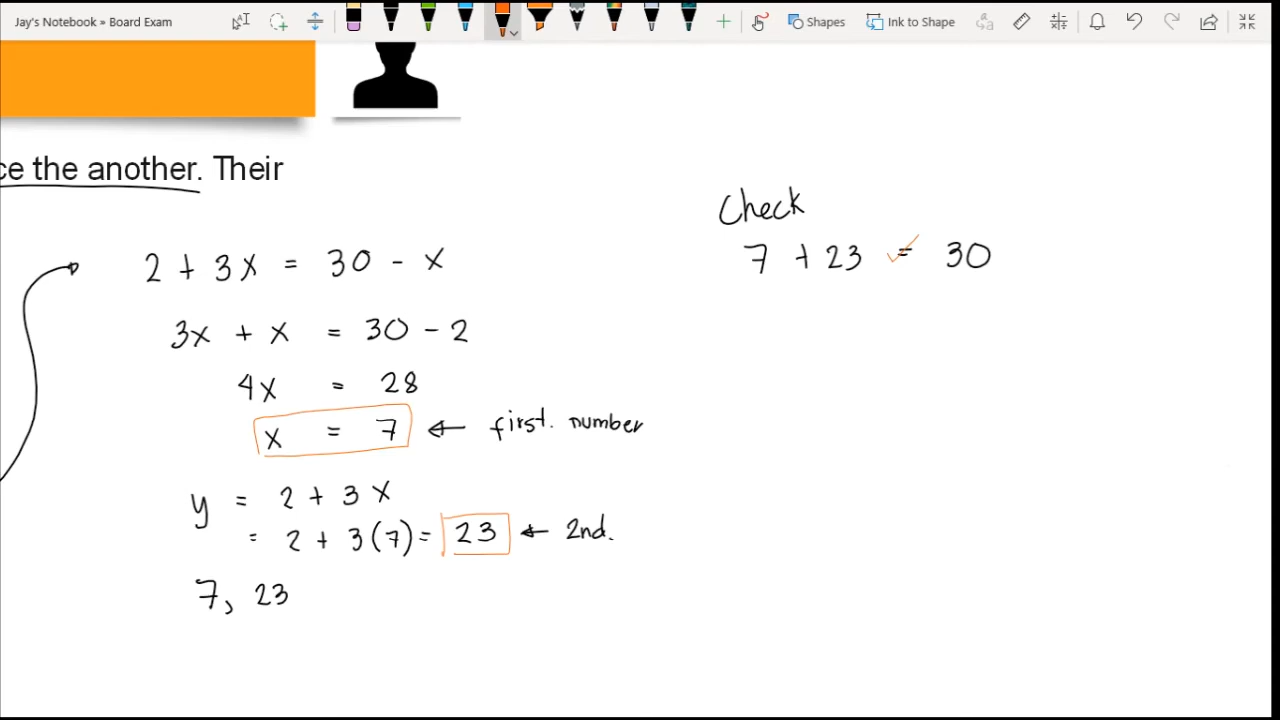 Jay's Notebook » Board Exam
Shapes
Ink to Shape
ce the another. Their
2 + 3x = 30 - x
3x + x = 30 - 2
4x = 28
x = 7 ← first. number
y = 2 + 3x
= 2 + 3(7) = 23 ← 2nd.
7, 23
Check
7 + 23 = 30